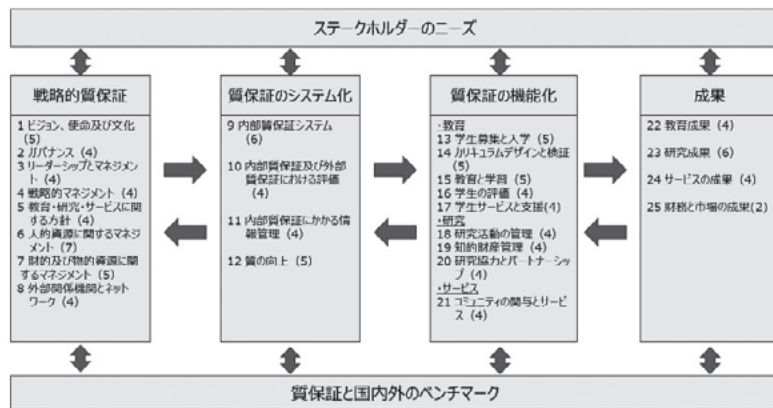 ステークホルダーのニーズ
戦略的質保証
1 ビジョン、使命及び文化
(5)
2 ガバナンス (4)
3 リーダーシップとマネジメント
(4)
4 戦略的マネジメント (4)
5 教育・研究・サービスに関
する方針 (4)
6 人的資源に関するマネジ
メント (7)
7 財的及び物的資源に関
するマネジメント (5)
8 外部関係機関とネット
ワーク (4)
質保証のシステム化
9 内部質保証システム
(6)
10 内部質保証及び外部
質保証における評価
(4)
11 内部質保証にかかる情
報管理 (4)
12 質の向上 (5)
質保証の機能化
・教育
13 学生募集と入学 (5)
14 カリキュラムデザインと検証
(5)
15 教育と学習 (5)
16 学生の評価 (4)
17 学生サービスと支援(4)
・研究
18 研究活動の管理 (4)
19 知的財産管理 (4)
20 研究協力とパートナーシッ
プ (4)
・サービス
21 コミュニティの関与とサービ
ス (4)
成果
22 教育成果 (4)
23 研究成果 (6)
24 サービスの成果 (4)
25 財務と市場の成果(2)
質保証と国内外のベンチマーク